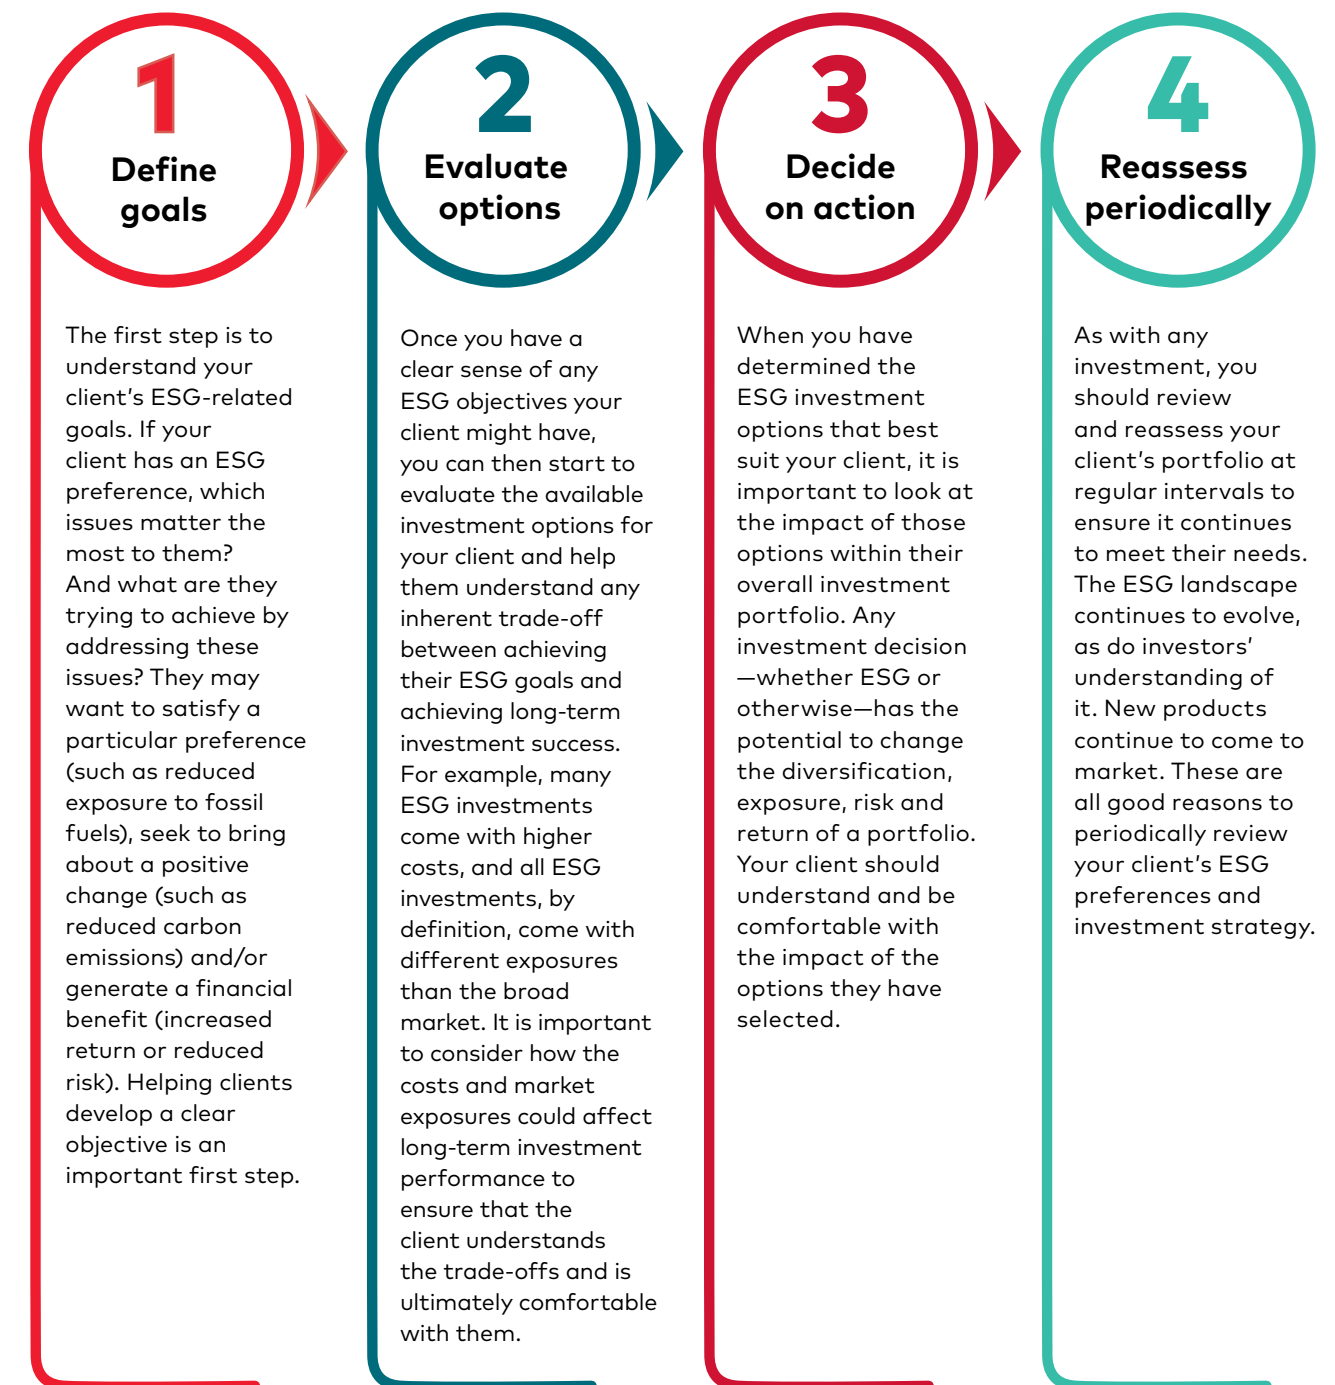 1
Define
goals
The first step is to
understand your
client's ESG-related
goals. If your
client has an ESG
preference, which
issues matter the
most to them?
And what are they
trying to achieve by
addressing these
issues? They may
want to satisfy a
particular preference
(such as reduced
exposure to fossil
fuels), seek to bring
about a positive
change (such as
reduced carbon
emissions) and/or
generate a financial
benefit (increased
return or reduced
risk). Helping clients
develop a clear
objective is an
important first step.
2
Evaluate
options
Once you have a
clear sense of any
ESG objectives your
client might have,
you can then start to
evaluate the available
investment options for
your client and help
them understand any
inherent trade-off
between achieving
their ESG goals and
achieving long-term
investment success.
For example, many
ESG investments
come with higher
costs, and all ESG
investments, by
definition, come with
different exposures
than the broad
market. It is important
to consider how the
costs and market
exposures could affect
long-term investment
performance to
ensure that the
client understands
the trade-offs and is
ultimately comfortable
with them.
3
Decide
on action
When you have
determined the
ESG investment
options that best
suit your client, it is
important to look at
the impact of those
options within their
overall investment
portfolio. Any
investment decision
—whether ESG or
otherwise—has the
potential to change
the diversification,
exposure, risk and
return of a portfolio.
Your client should
understand and be
comfortable with
the impact of the
options they have
selected.
4
Reassess
periodically
As with any
investment, you
should review
and reassess your
client's portfolio at
regular intervals to
ensure it continues
to meet their needs.
The ESG landscape
continues to evolve,
as do investors'
understanding of
it. New products
continue to come to
market. These are
all good reasons to
periodically review
your client's ESG
preferences and
investment strategy.